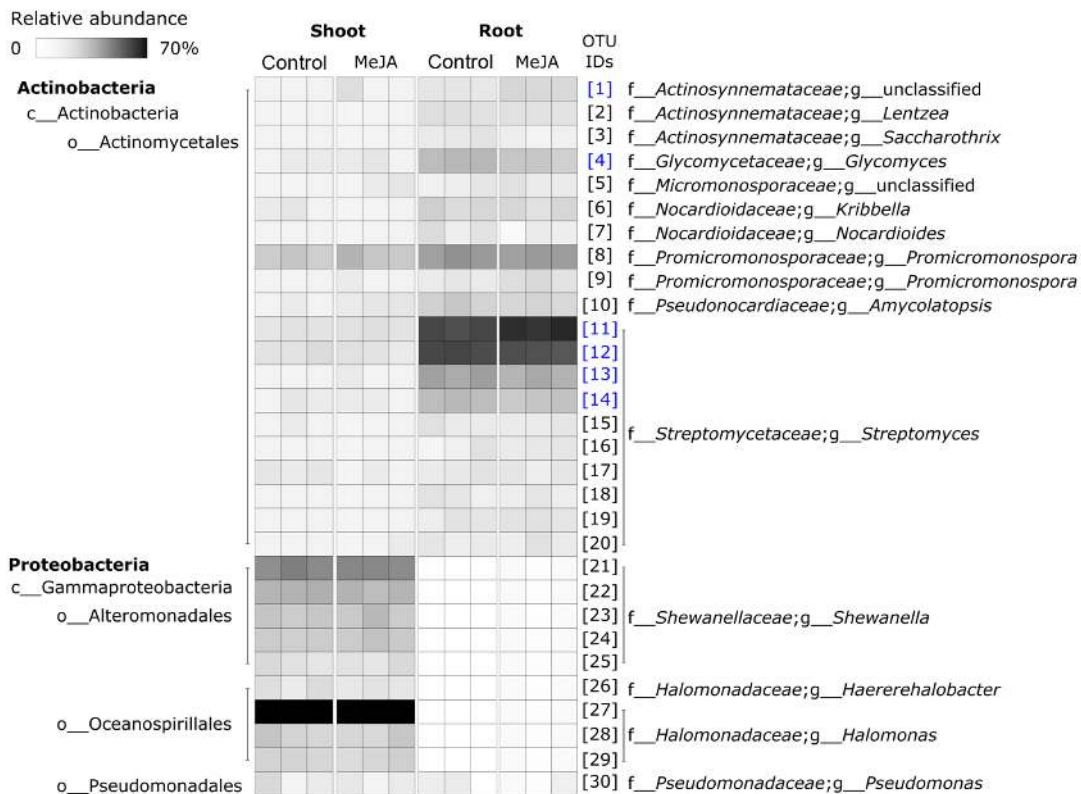 Relative abundance
0 70%
Shoot Root
Control MeJA Control MeJA
OTU
IDs
Actinobacteria
c__Actinobacteria
o__Actinomycetales
[1] f__Actinosynnemataceae;g__unclassified
[2] f__Actinosynnemataceae;g__Lentzea
[3] f__Actinosynnemataceae;g__Saccharothrix
[4] f__Glycomycetaceae;g__Glycomyces
[5] f__Micromonosporaceae;g__unclassified
[6] f__Nocardioidaceae;g__Kribbella
[7] f__Nocardioidaceae;g__Nocardioides
[8] f__Promicromonosporaceae;g__Promicromonospora
[9] f__Promicromonosporaceae;g__Promicromonospora
[10] f__Pseudonocardiaceae;g__Amycolatopsis
[11]
[12]
[13]
[14]
[15]
f__Streptomycetaceae;g__Streptomyces
[16]
[17]
[18]
[19]
[20]
Proteobacteria
c__Gammaproteobacteria
o__Alteromonadales
[21]
[22]
[23] f__Shewanellaceae;g__Shewanella
[24]
[25]
[26] f__Halomonadaceae;g__Haererehalobacter
o__Oceanospirillales
[27]
[28] f__Halomonadaceae;g__Halomonas
[29]
o__Pseudomonadales [30] f__Pseudomonadaceae;g__Pseudomonas